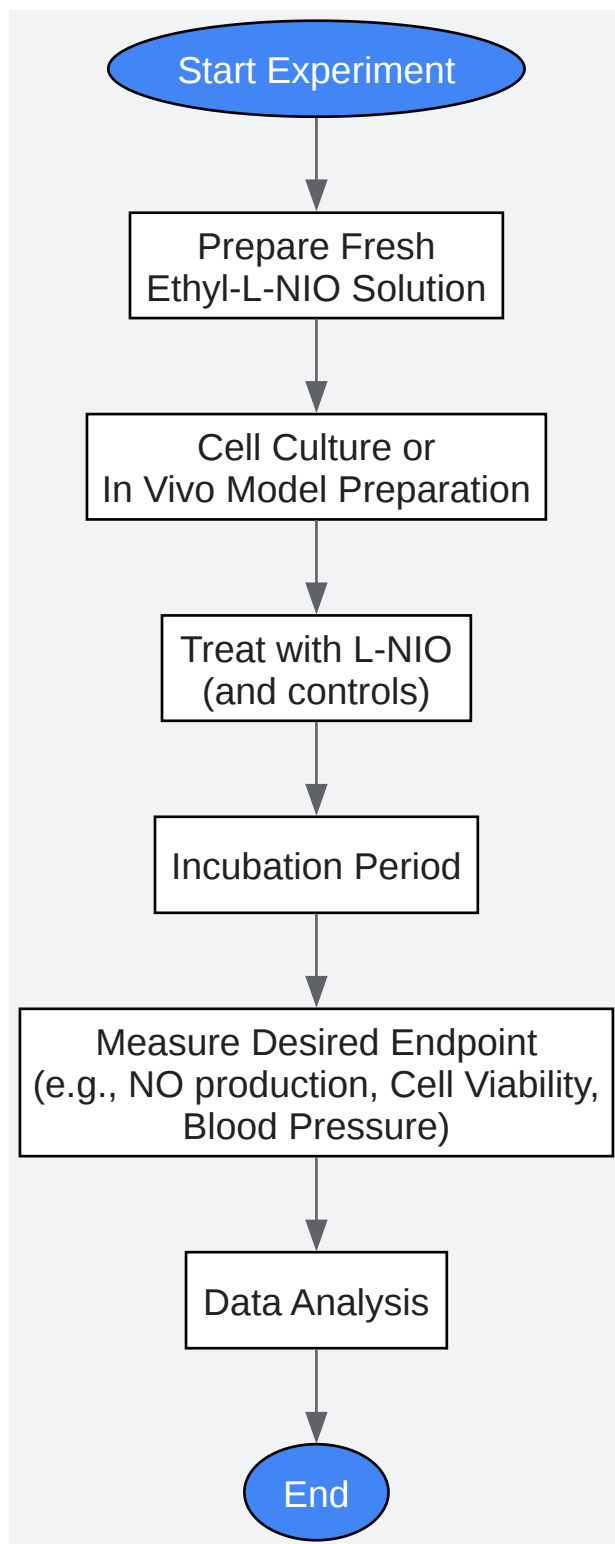 Start Experiment
Prepare Fresh
Ethyl-L-NIO Solution
Cell Culture or
In Vivo Model Preparation
Treat with L-NIO
(and controls)
Incubation Period
Measure Desired Endpoint
(e.g., NO production, Cell Viability,
Blood Pressure)
Data Analysis
End